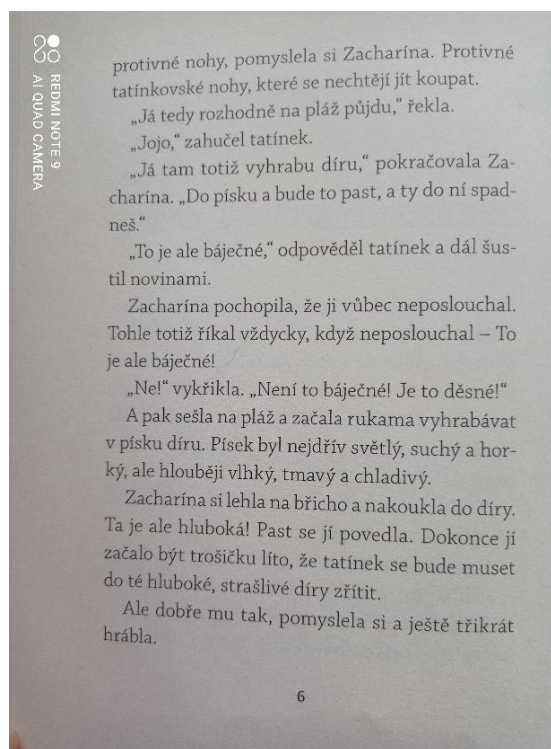 protivné nohy, pomyslela si Zacharína. Protivné
tatínkovské nohy, které se nechtějí jít koupat.
„Já tedy rozhodně na pláž půjdu,“ řekla.
„Jojo,“ zahučel tatínek.
„Já tam totiž vyhrabu díru,“ pokračovala Za-
charína. „Do písku a bude to past, a ty do ní spad-
neš.“
„To je ale báječné,“ odpověděl tatínek a dál šus-
til novinami.
Zacharína pochopila, že ji vůbec neposlouchal.
Tohle totiž říkal vždycky, když neposlouchal – To
je ale báječné!
„Ne!“ vykřikla. „Není to báječné! Je to děsné!“
A pak sešla na pláž a začala rukama vyhrabávat
v písku díru. Písek byl nejdřív světlý, suchý a hor-
ký, ale hlouběji vlhký, tmavý a chladivý.
Zacharína si lehla na břicho a nakoukla do díry.
Ta je ale hluboká! Past se jí povedla. Dokonce jí
začalo být trošičku líto, že tatínek se bude muset
do té hluboké, strašlivé díry zřítit.
Ale dobře mu tak, pomyslela si a ještě třikrát
hrábla.
6
REDMI NOTE 9
AI QUAD CAMERA